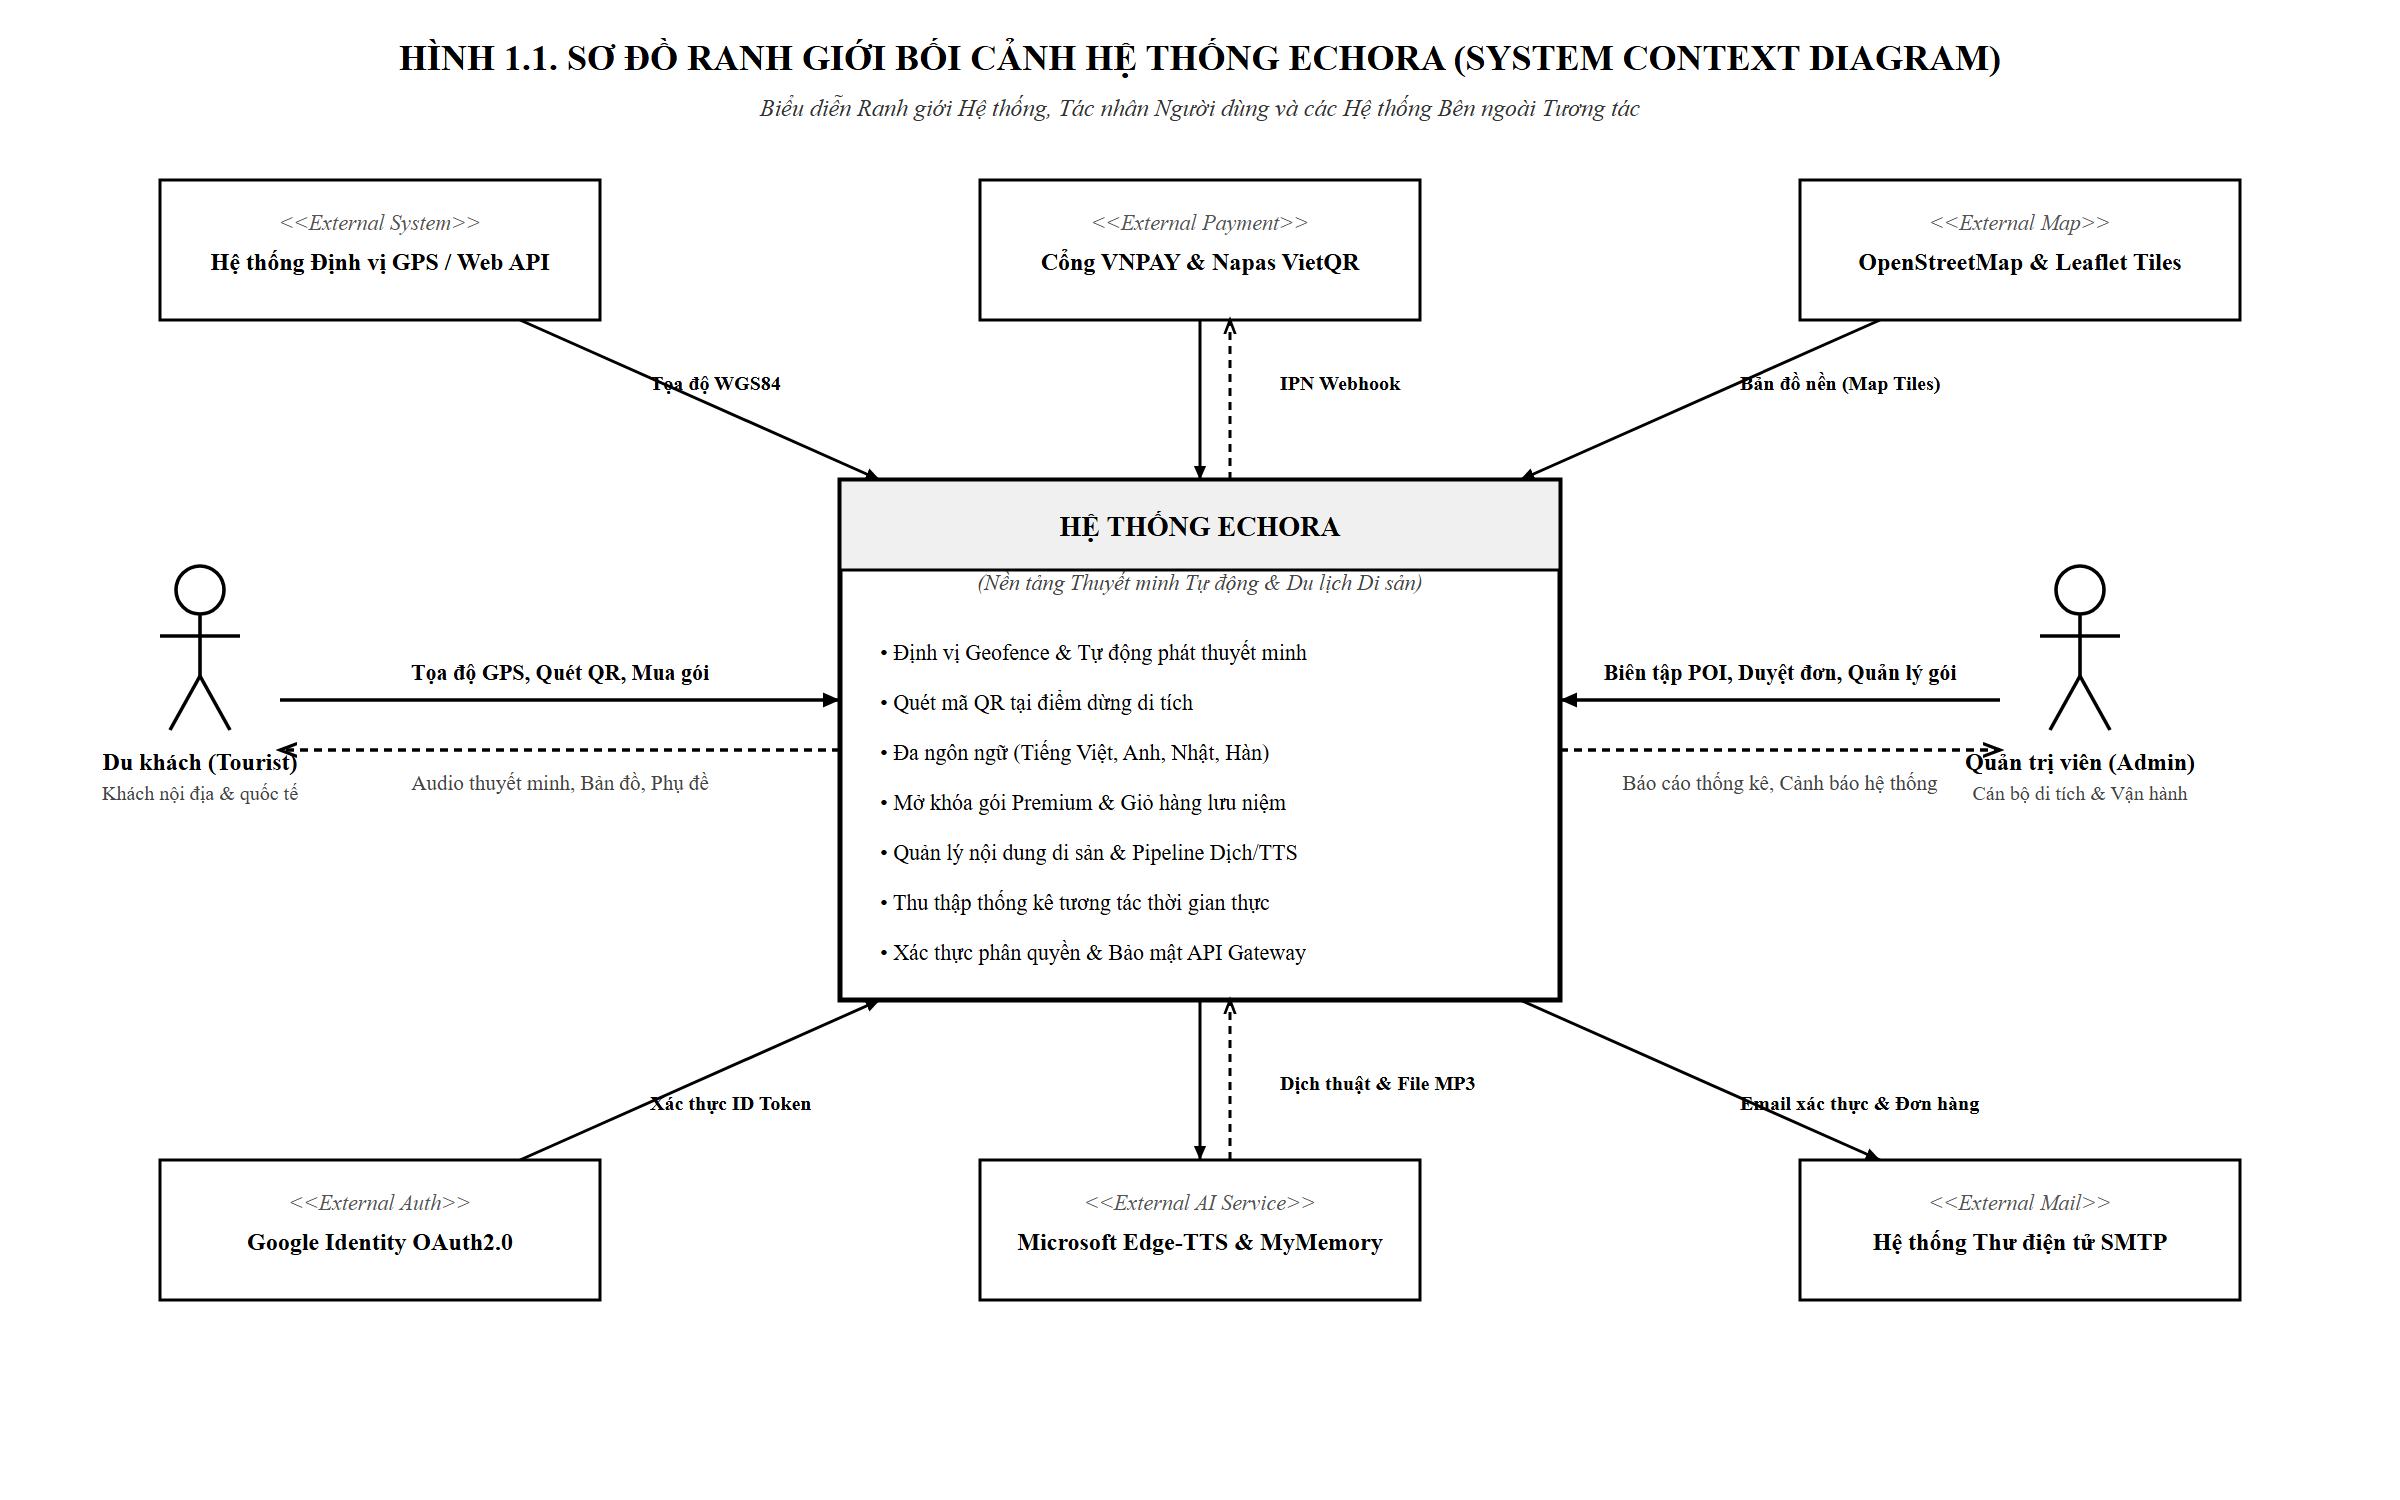 HÌNH 1.1. SƠ ĐỒ RANH GIỚI BỐI CẢNH HỆ THỐNG ECHORA (SYSTEM CONTEXT DIAGRAM)
Biểu diễn Ranh giới Hệ thống, Tác nhân Người dùng và các Hệ thống Bên ngoài Tương tác
<<External System>>
Hệ thống Định vị GPS / Web API
<<External Payment>>
Cổng VNPAY & Napas VietQR
<<External Map>>
OpenStreetMap & Leaflet Tiles
Tọa độ WGS84
IPN Webhook
Bản đồ nền (Map Tiles)
HỆ THỐNG ECHORA
(Nền tảng Thuyết minh Tự động & Du lịch Di sản)
• Định vị Geofence & Tự động phát thuyết minh
• Quét mã QR tại điểm dừng di tích
• Đa ngôn ngữ (Tiếng Việt, Anh, Nhật, Hàn)
• Mở khóa gói Premium & Giỏ hàng lưu niệm
• Quản lý nội dung di sản & Pipeline Dịch/TTS
• Thu thập thống kê tương tác thời gian thực
• Xác thực phân quyền & Bảo mật API Gateway
Tọa độ GPS, Quét QR, Mua gói
Du khách (Tourist)
Khách nội địa & quốc tế
Audio thuyết minh, Bản đồ, Phụ đề
Biên tập POI, Duyệt đơn, Quản lý gói
Quản trị viên (Admin)
Cán bộ di tích & Vận hành
Báo cáo thống kê, Cảnh báo hệ thống
Xác thực ID Token
Dịch thuật & File MP3
Email xác thực & Đơn hàng
<<External Auth>>
Google Identity OAuth2.0
<<External AI Service>>
Microsoft Edge-TTS & MyMemory
<<External Mail>>
Hệ thống Thư điện tử SMTP